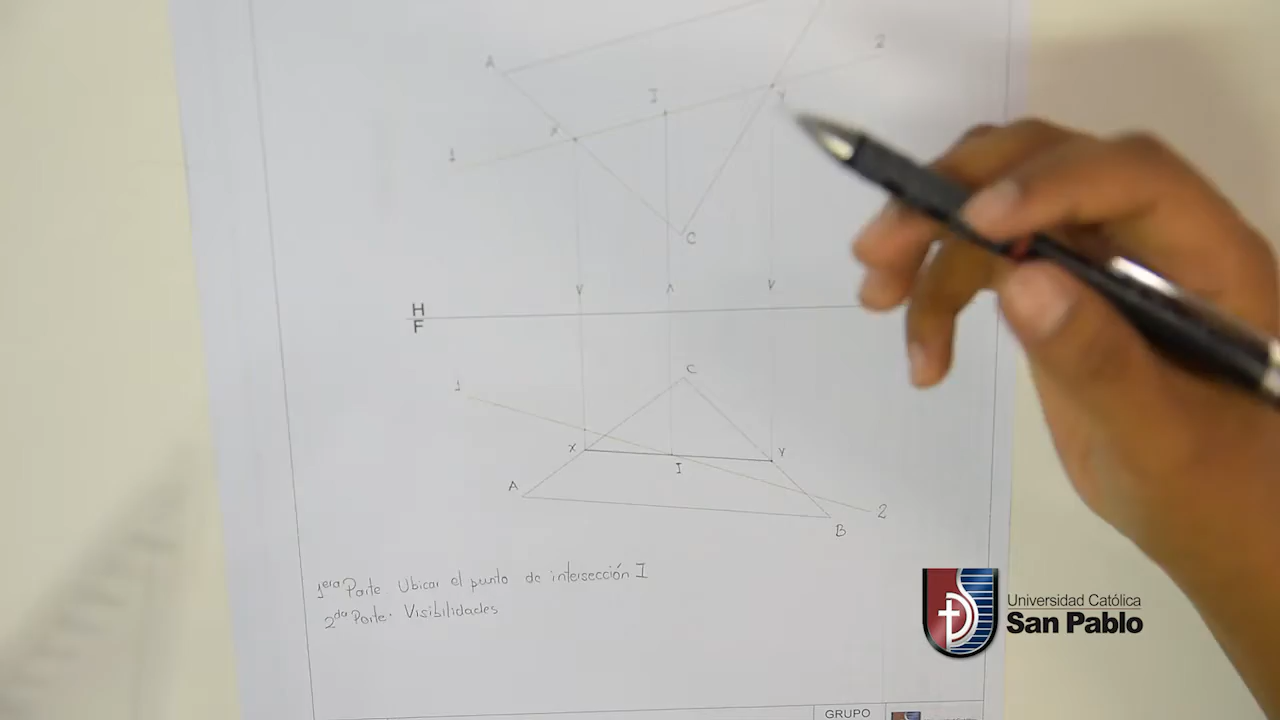 2
A
I
X
Y
1
C
V
Λ
V
H
F
C
1
X
Y
I
A
2
B
1era Parte Ubicar el punto de intersección I
2da Parte. Visibilidades
Universidad Católica
San Pablo
GRUPO